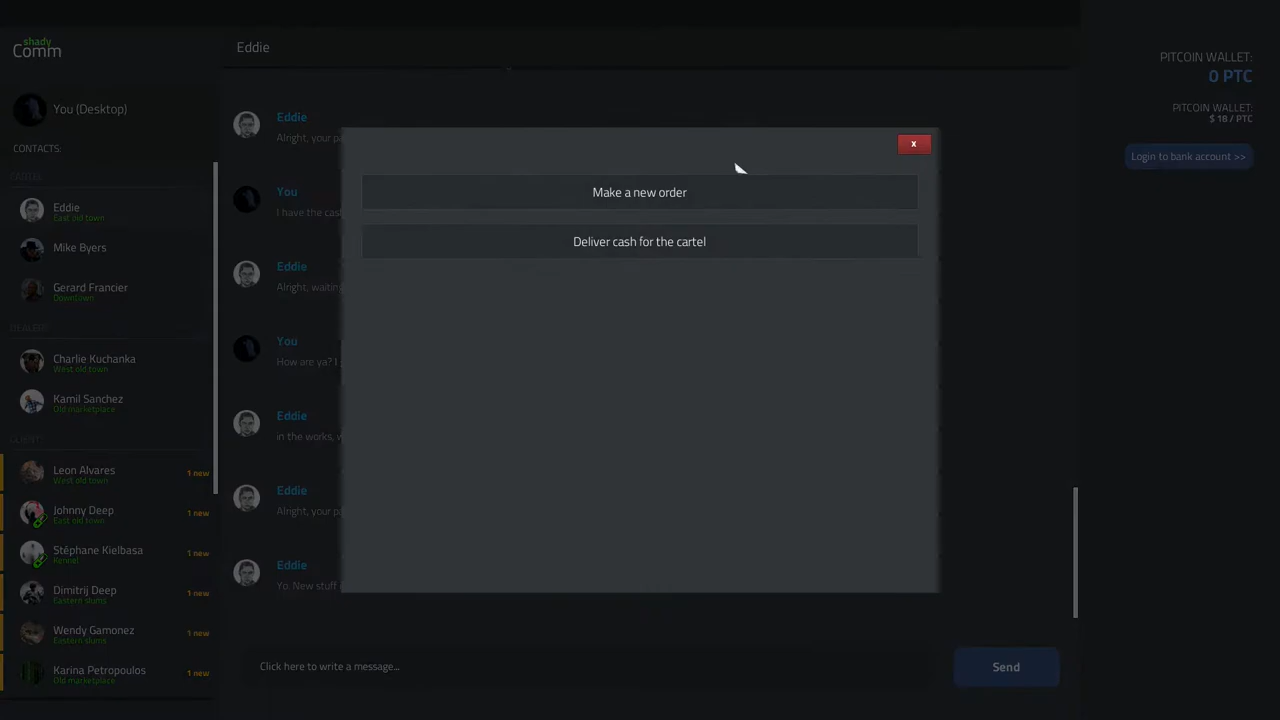 shady
Comm
You (Desktop)
CONTACTS:
CARTEL
Eddie
East old town
Mike Byers
Gerard Francier
Downtown
DEALER
Charlie Kuchanka
West old town
Kamil Sanchez
Old marketplace
CLIENT
Leon Alvares
West old town
1 new
Johnny Deep
East old town
1 new
Stéphane Kielbasa
Kennel
1 new
Dimitrij Deep
Eastern slums
1 new
Wendy Gamonez
Eastern slums
1 new
Karina Petropoulos
Old marketplace
1 new
Eddie
Eddie
Alright, your
You
I have the
Eddie
Alright,
You
How are ya?
Eddie
in the works,
Eddie
Alright, your
Eddie
Yo. New stuff
x
Make a new order
Deliver cash for the cartel
Click here to write a message...
Send
PITCOIN WALLET:
0 PTC
PITCOIN WALLET:
$ 18 / PTC
Login to bank account >>